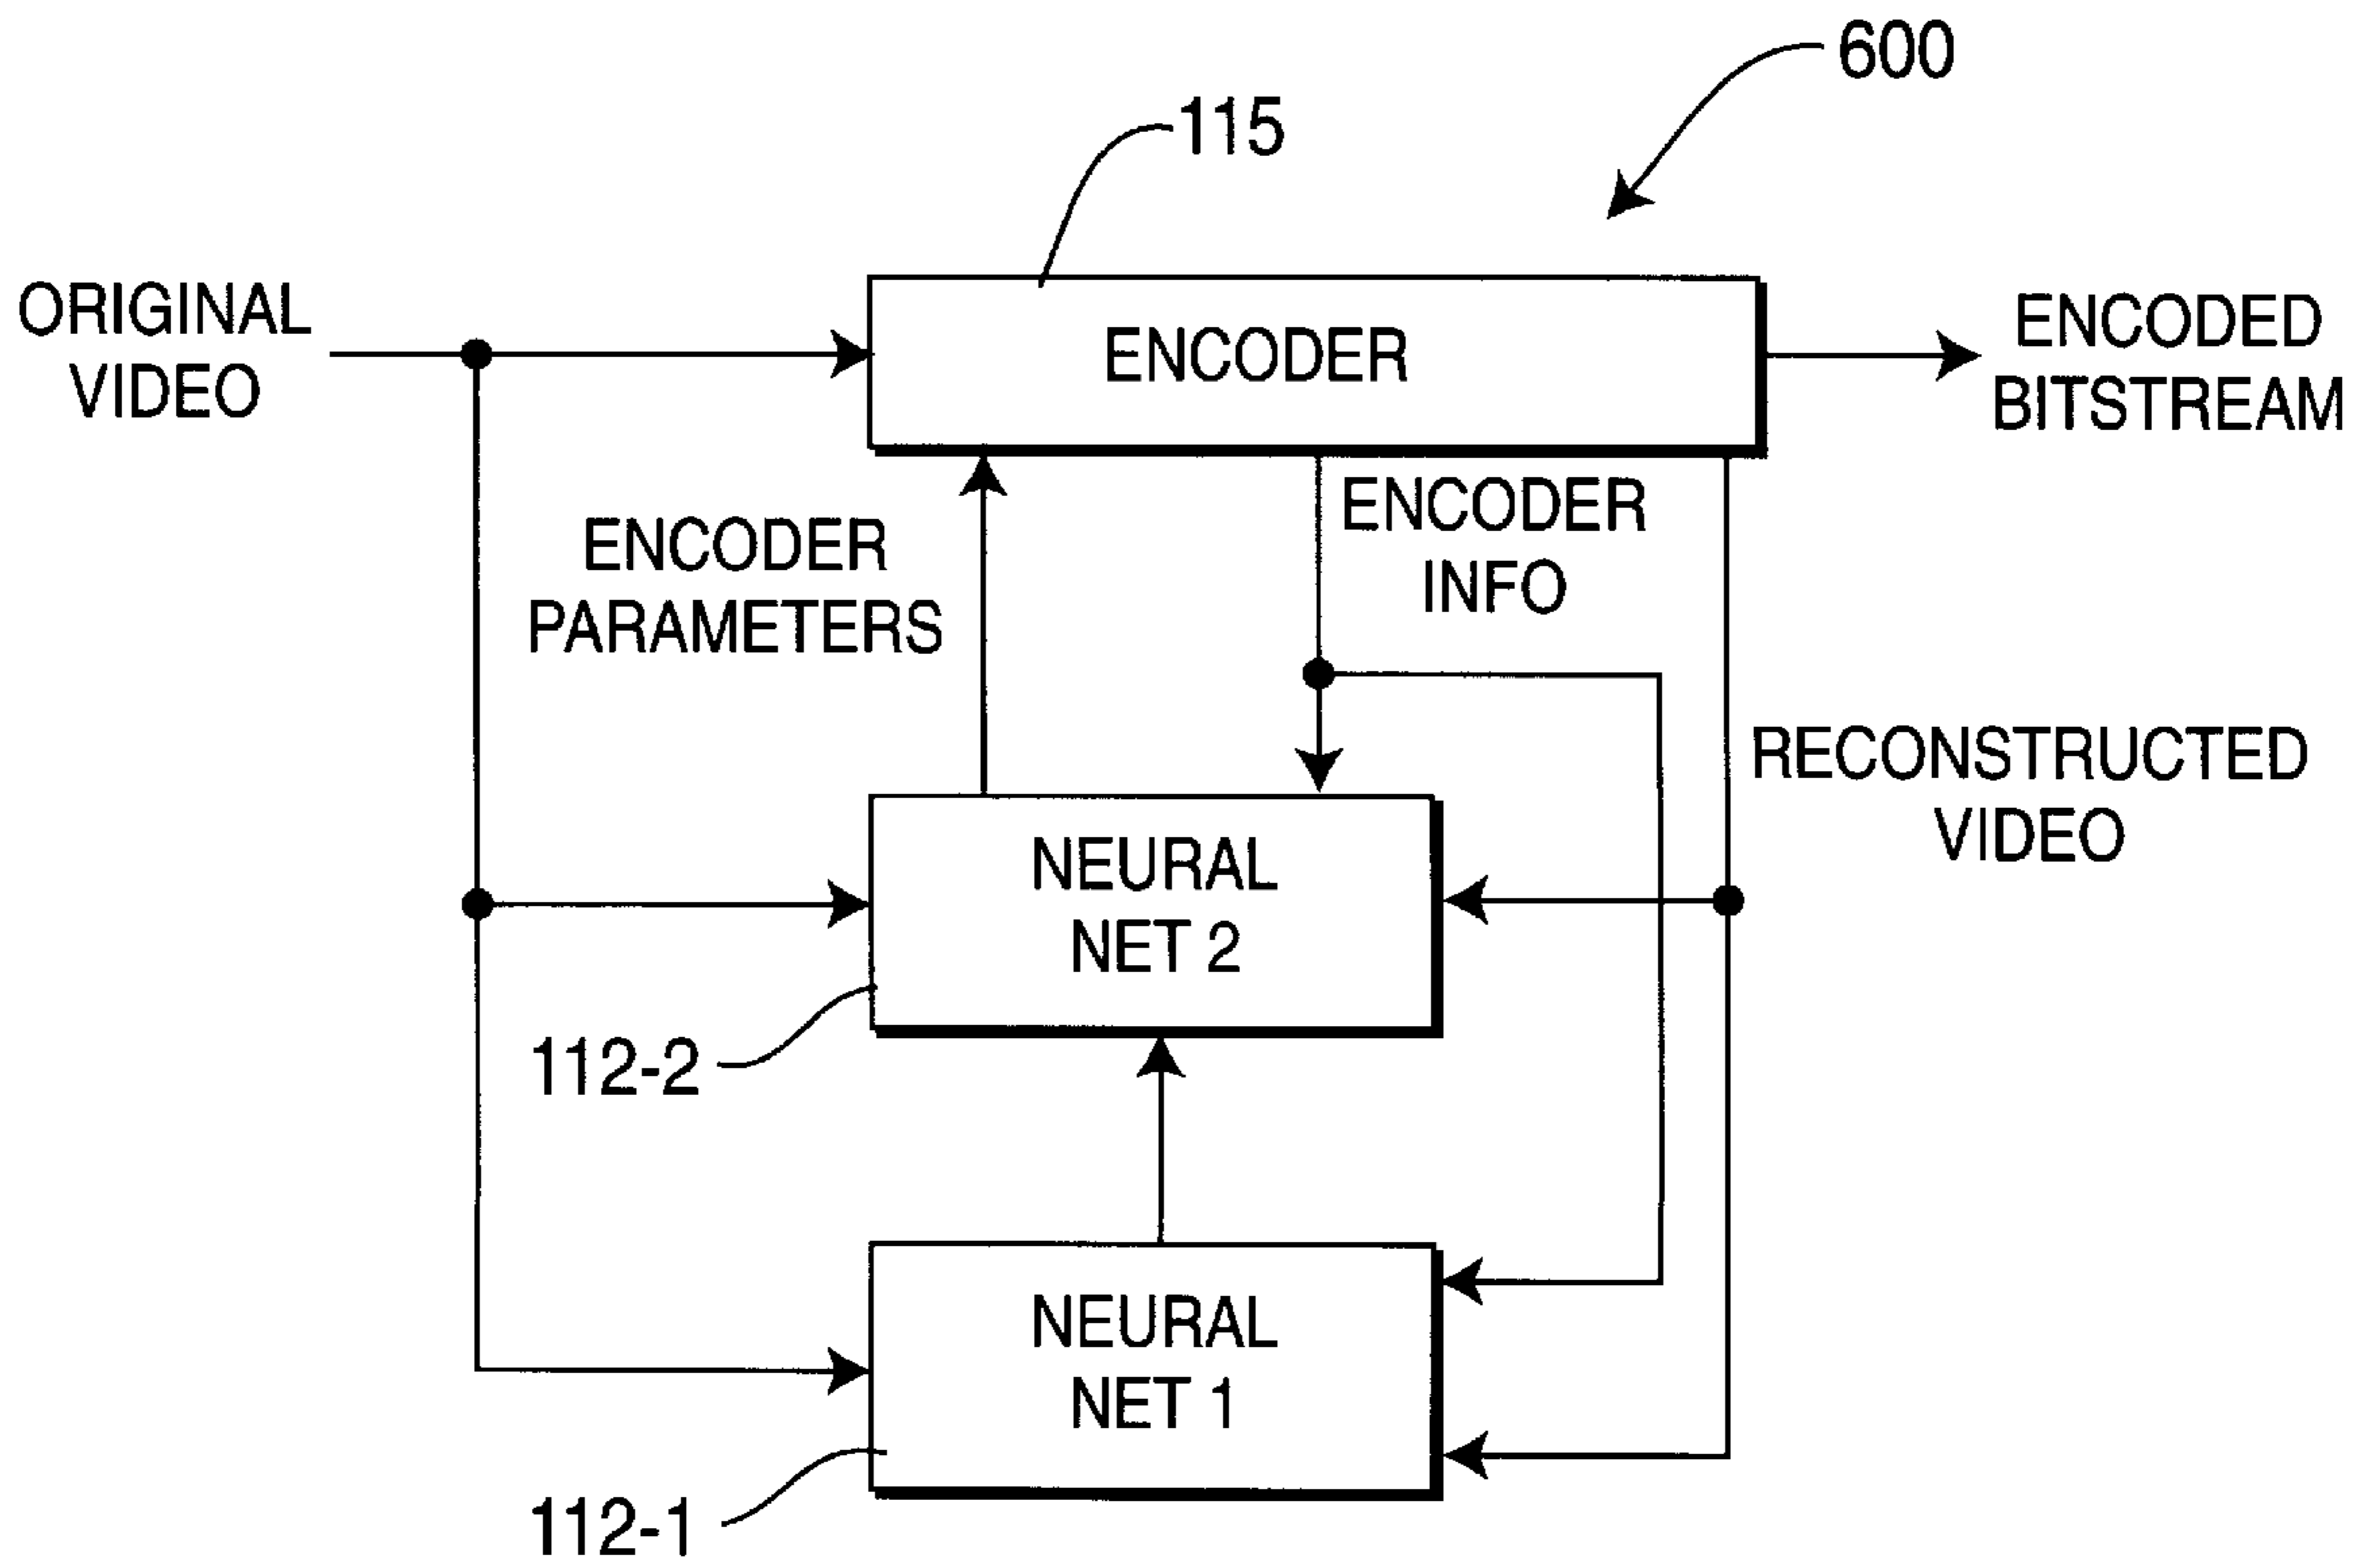 600
115
ORIGINAL
VIDEO
ENCODER
ENCODED
BITSTREAM
ENCODER
PARAMETERS
ENCODER
INFO
RECONSTRUCTED
VIDEO
NEURAL
NET 2
112-2
NEURAL
NET 1
112-1